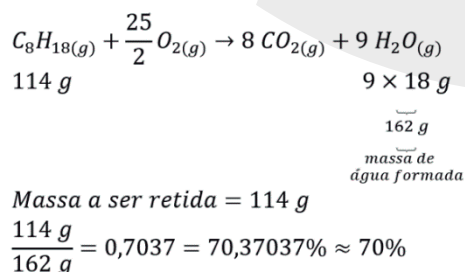 C₈H₁₈₍g₎ + 25/2 O₂₍g₎ → 8 CO₂₍g₎ + 9 H₂O₍g₎
114 g 9 × 18 g
162 g
massa de
água formada
Massa a ser retida = 114 g
114 g/162 g = 0,7037 = 70,37037% ≈ 70%